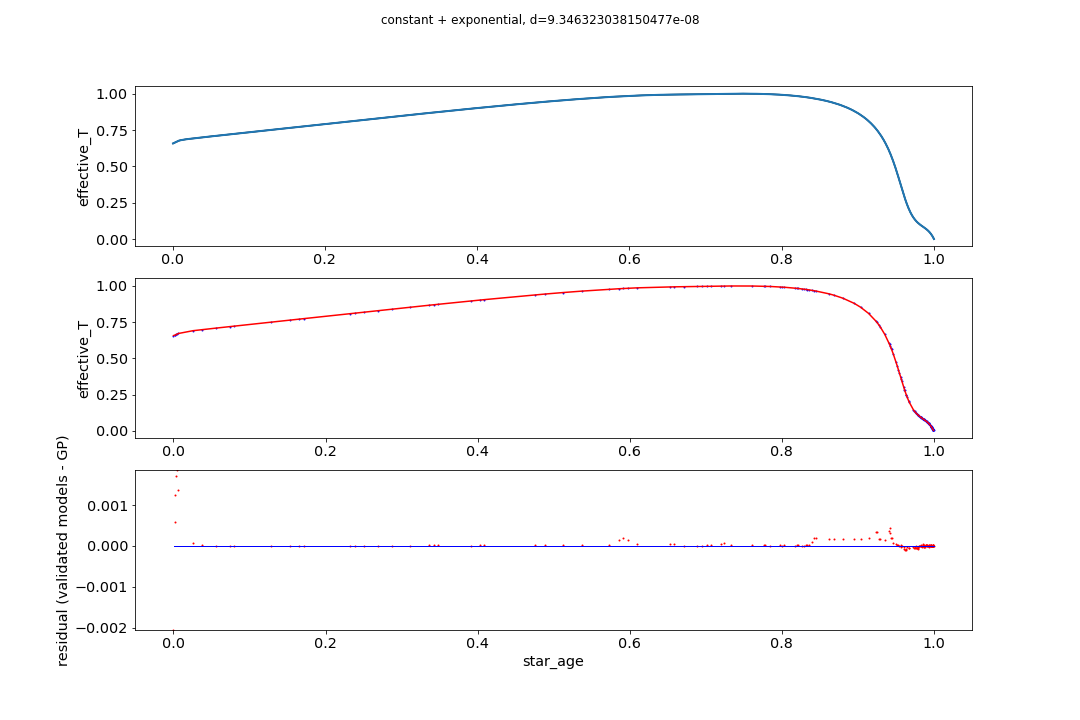 constant + exponential, d=9.346323038150477e-08
effective_T
1.00
0.75
0.50
0.25
0.00
0.0 0.2 0.4 0.6 0.8 1.0
effective_T
1.00
0.75
0.50
0.25
0.00
0.0 0.2 0.4 0.6 0.8 1.0
residual (validated models - GP)
0.001
0.000
−0.001
−0.002
0.0 0.2 0.4 0.6 0.8 1.0
star_age